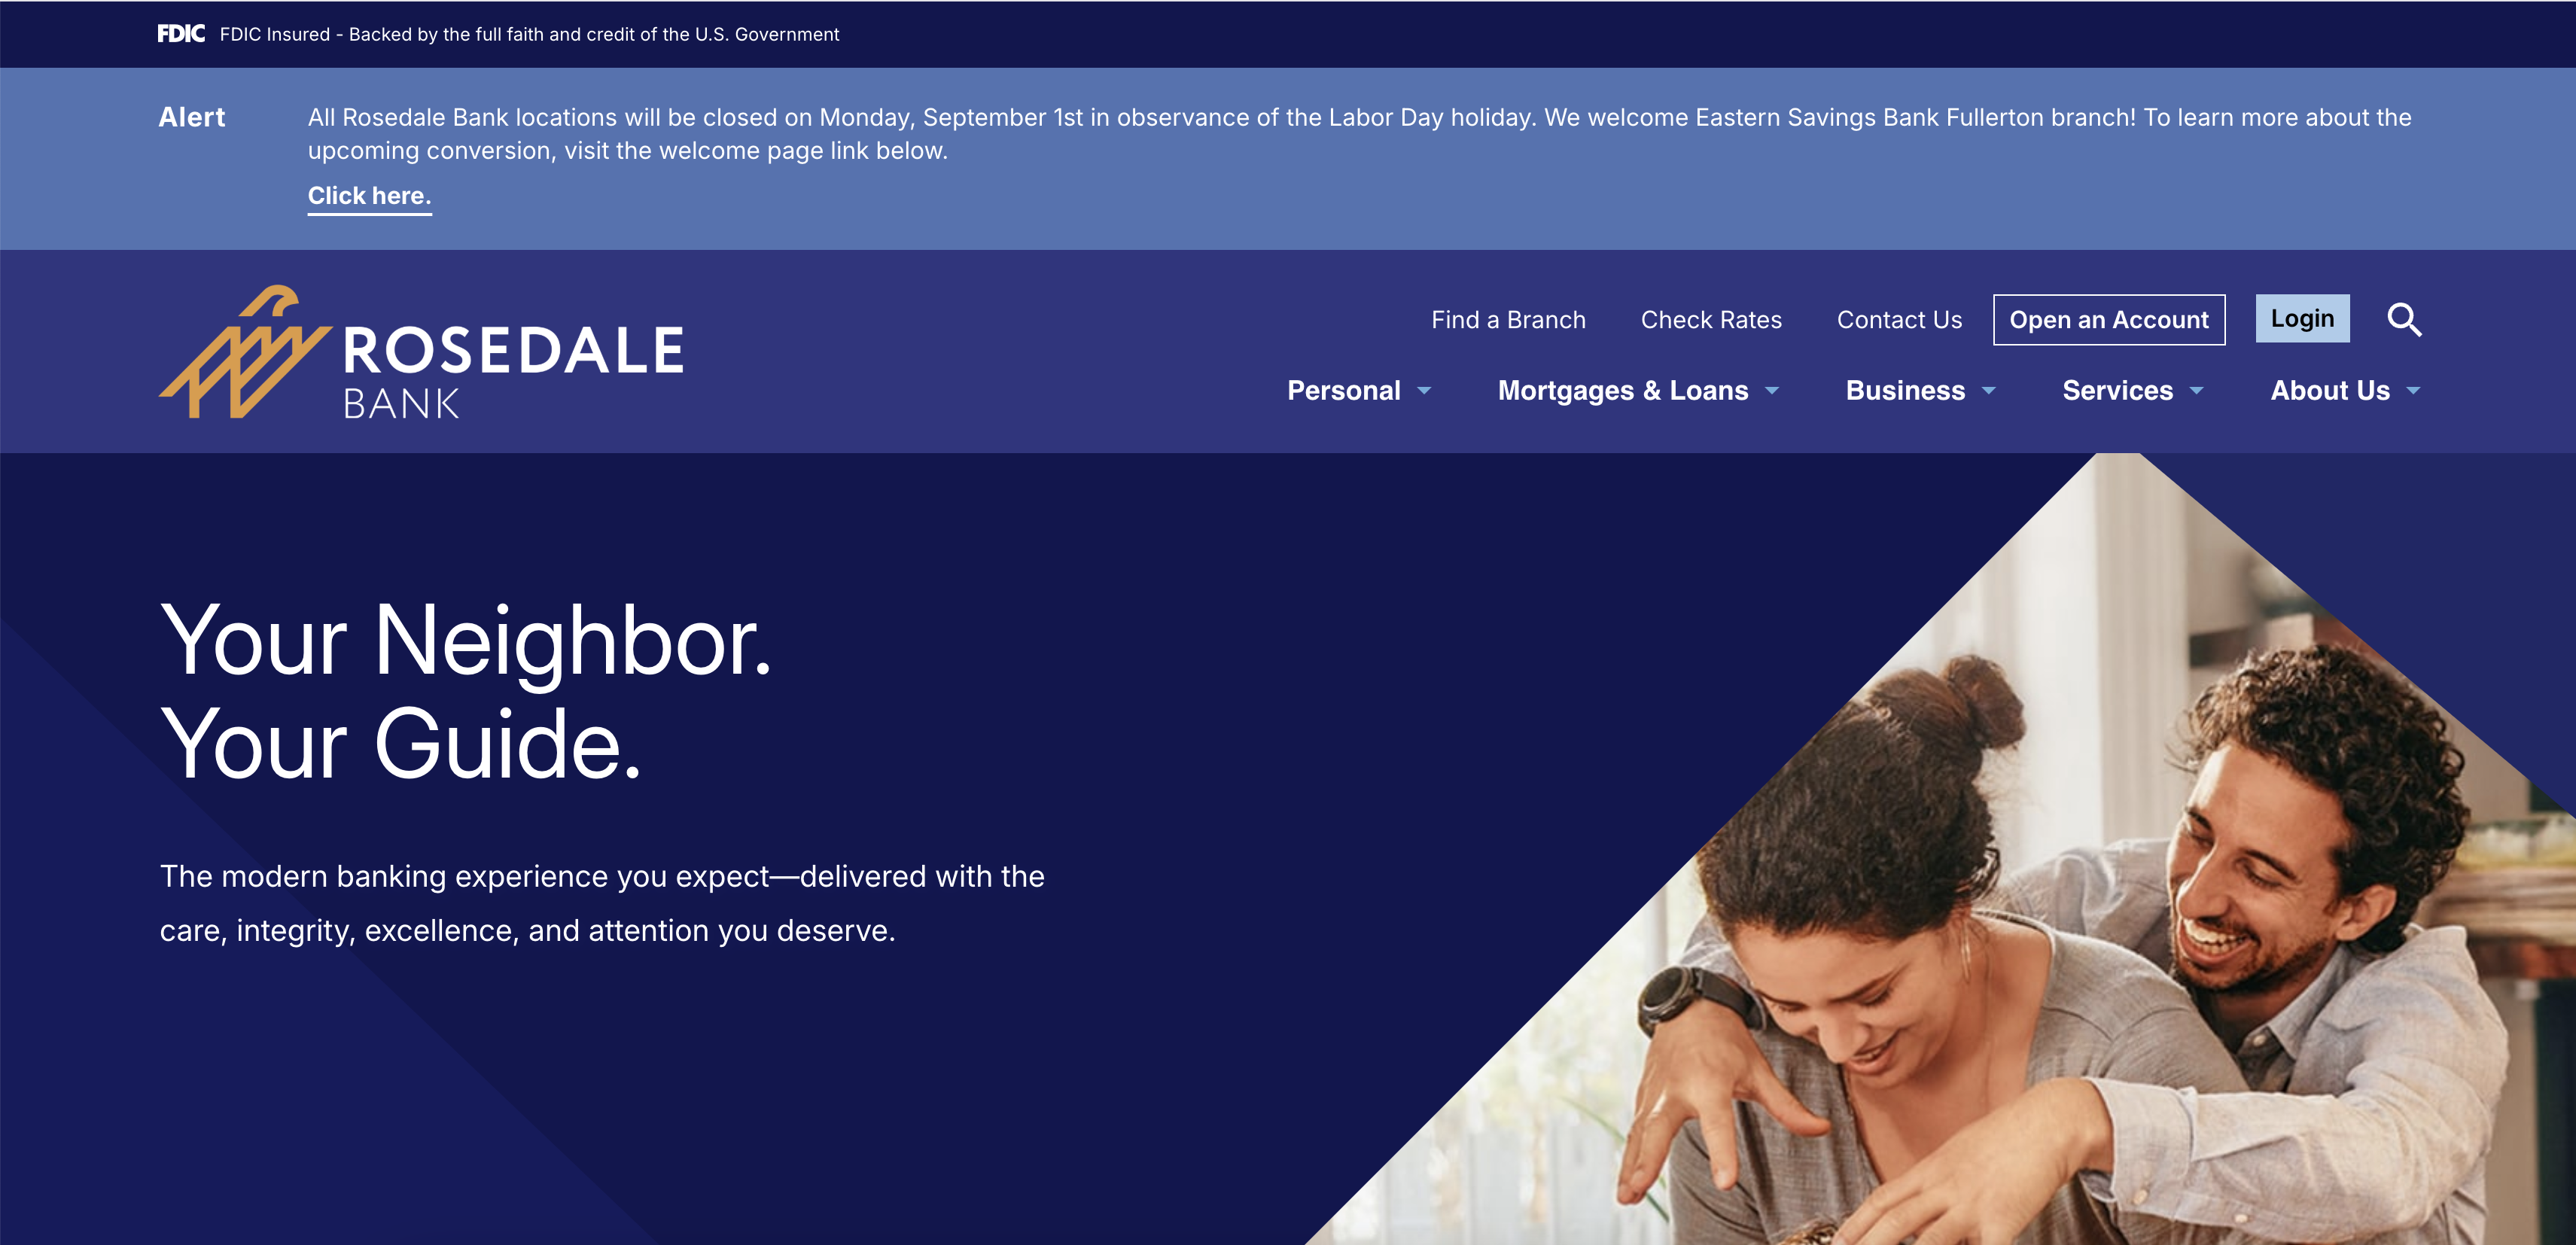 FDIC FDIC Insured - Backed by the full faith and credit of the U.S. Government
Alert
All Rosedale Bank locations will be closed on Monday, September 1st in observance of the Labor Day holiday. We welcome Eastern Savings Bank Fullerton branch! To learn more about the
upcoming conversion, visit the welcome page link below.
Click here.
ROSEDALE
BANK
Find a Branch Check Rates Contact Us Open an Account Login
Personal Mortgages & Loans Business Services About Us
Your Neighbor.
Your Guide.
The modern banking experience you expect—delivered with the
care, integrity, excellence, and attention you deserve.